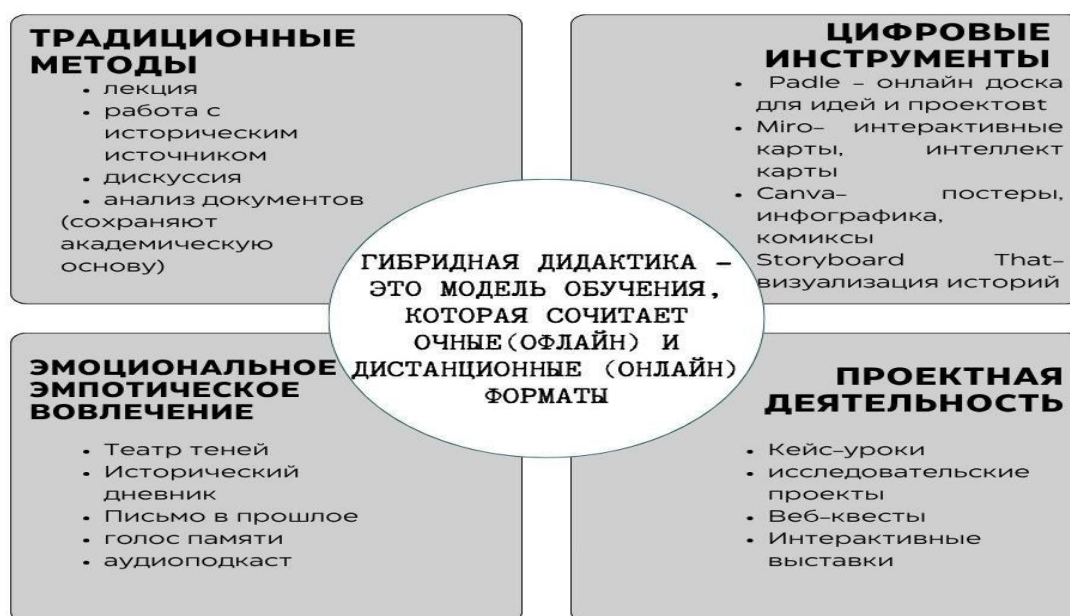 ТРАДИЦИОННЫЕ
МЕТОДЫ
• лекция
• работа с
историческим
источником
• дискуссия
• анализ документов
(сохраняют
академическую
основу)
ЦИФРОВЫЕ
ИНСТРУМЕНТЫ
• Padle – онлайн доска
для идей и проектовt
• Miro– интерактивные
карты, интеллект
карты
• Canva– постеры,
инфографика,
комиксы
Storyboard That–
визуализация историй
ГИБРИДНАЯ ДИДАКТИКА –
ЭТО МОДЕЛЬ ОБУЧЕНИЯ,
КОТОРАЯ СОЧИТАЕТ
ОЧНЫЕ(ОФЛАЙН) И
ДИСТАНЦИОННЫЕ (ОНЛАЙН)
ФОРМАТЫ
ЭМОЦИОНАЛЬНОЕ
ЭМПОТИЧЕСКОЕ
ВОВЛЕЧЕНИЕ
• Театр теней
• Исторический
дневник
• Письмо в прошлое
• голос памяти
• аудиоподкаст
ПРОЕКТНАЯ
ДЕЯТЕЛЬНОСТЬ
• Кейс-уроки
• исследовательские
проекты
• Веб-квесты
• Интерактивные
выставки